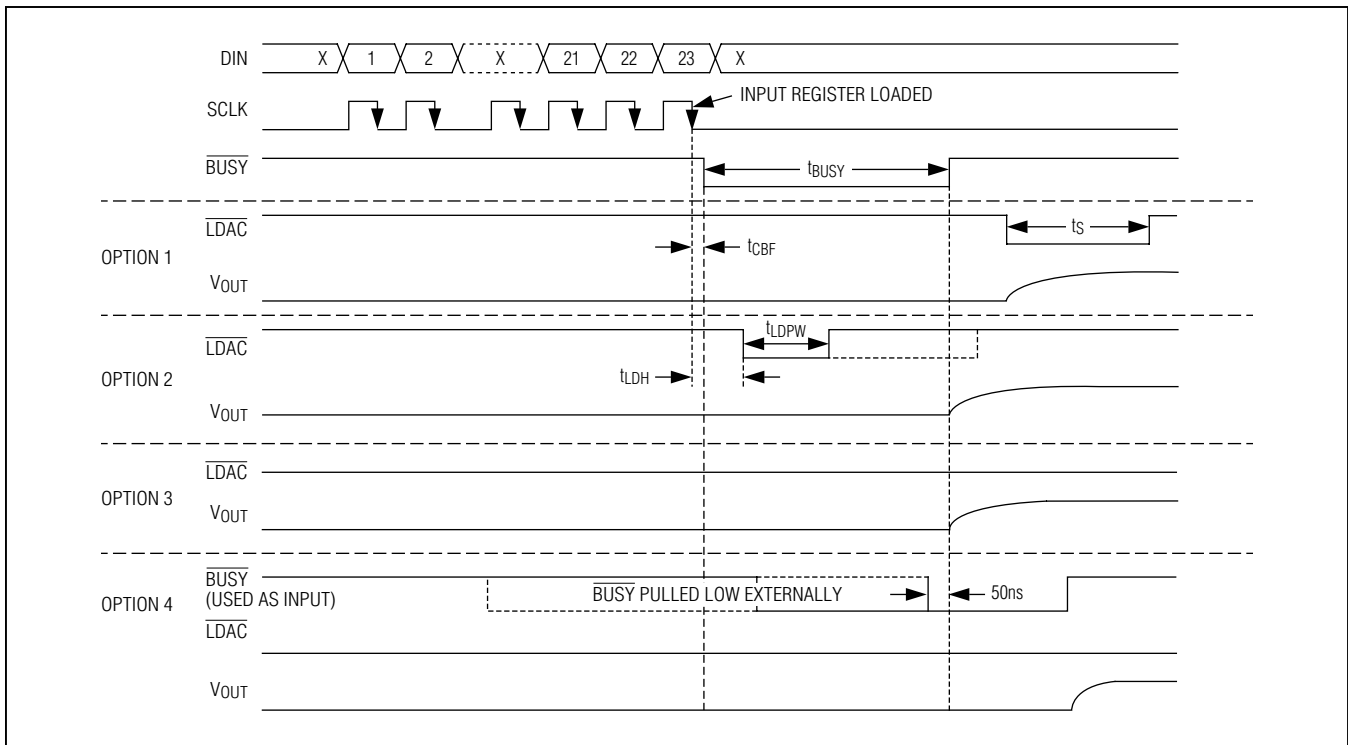 DIN X 1 2 X 21 22 23 X
SCLK INPUT REGISTER LOADED
BUSY tBUSY
OPTION 1
LDAC tS
tCBF
VOUT
OPTION 2
LDAC tLDPW
tLDH
VOUT
OPTION 3
LDAC
VOUT
OPTION 4
BUSY
(USED AS INPUT)
BUSY PULLED LOW EXTERNALLY 50ns
LDAC
VOUT